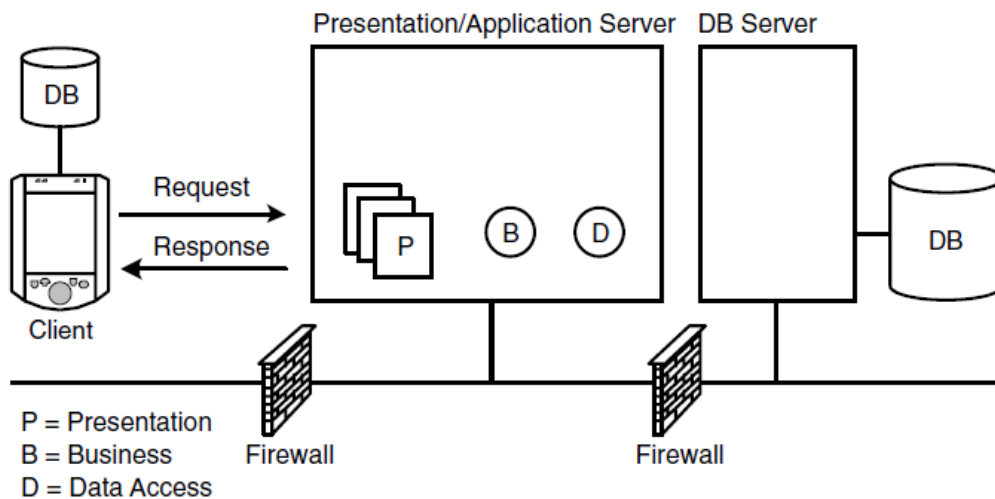 Presentation/Application Server
DB Server
DB
Request
Response
P
B
D
DB
Client
Firewall
Firewall
P = Presentation
B = Business
D = Data Access